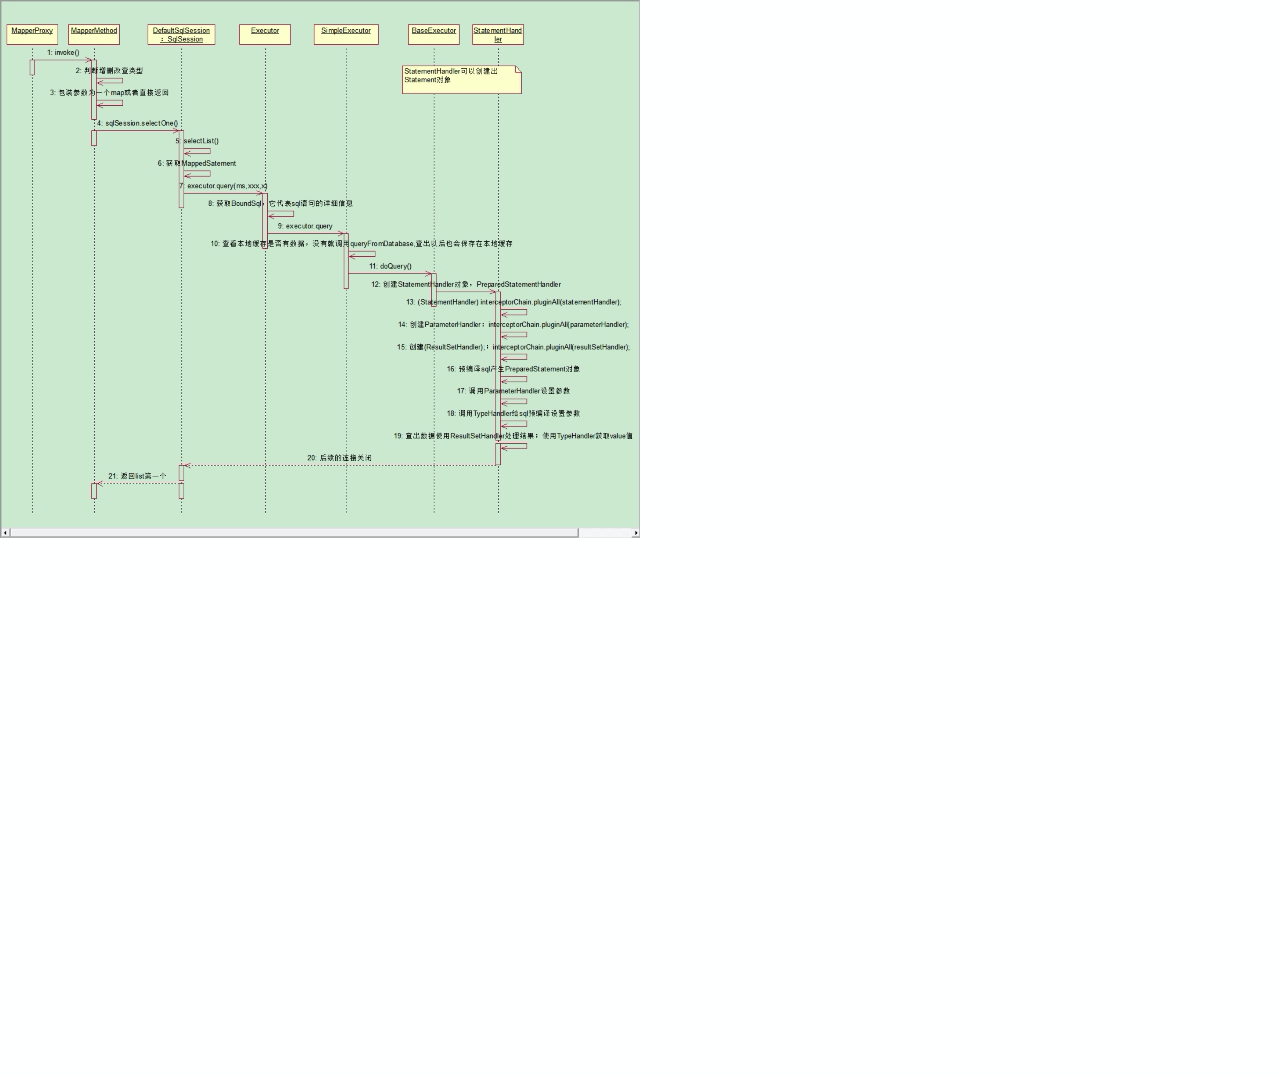 MapperProxy
MapperMethod
DefaultSqlSession
： SqlSession
Executor
SimpleExecutor
BaseExecutor
StatementHand
ler
StatementHandler可以创建出
Statement对象
1: invoke()
2: 判断增删改查类型
3: 包装参数为一个map或者直接返回
4: sqlSession.selectOne()
5: selectList()
6: 获取MappedSatement
7: executor.query(ms,xxx,x)
8: 获取BoundSql，它代表sql语句的详细信息
9: executor.query
10: 查看本地缓存是否有数据，没有就调用queryFromDatabase,查出以后也会保存在本地缓存
11: doQuery()
12: 创建StatementHandler对象，PreparedStatementHandler
13: (StatementHandler) interceptorChain.pluginAll(statementHandler);
14: 创建ParameterHandler；interceptorChain.pluginAll(parameterHandler);
15: 创建(ResultSetHandler);；interceptorChain.pluginAll(resultSetHandler);
16: 预编译sql产生PreparedStatement对象
17: 调用ParameterHandler设置参数
18: 调用TypeHandler给sql预编译设置参数
19: 查出数据使用ResultSetHandler处理结果；使用TypeHandler获取value值
20: 后续的连接关闭
21: 返回list第一个